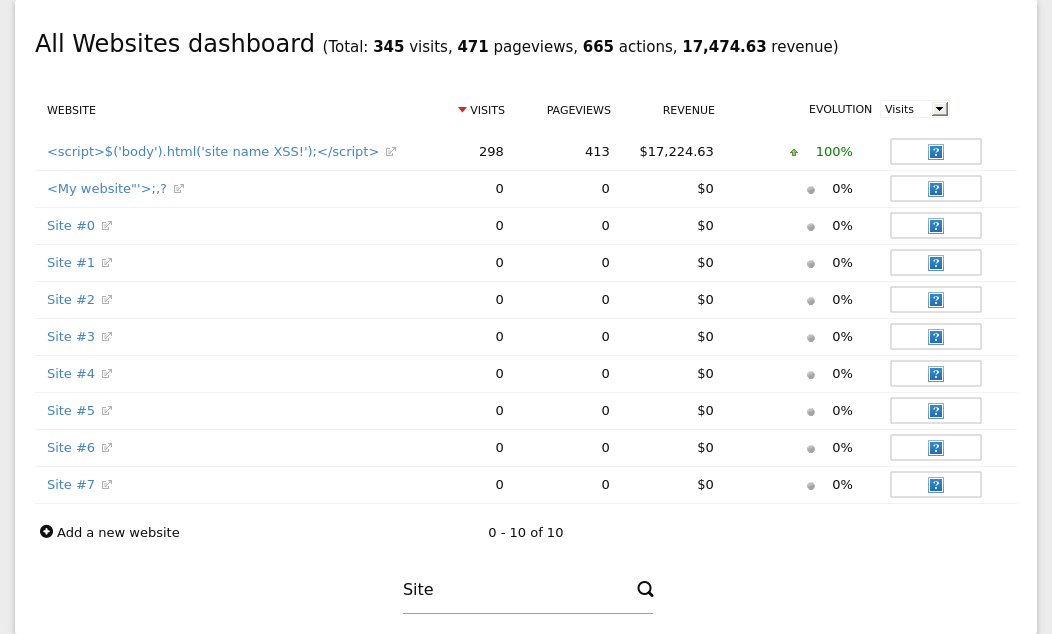 All Websites dashboard (Total: 345 visits, 471 pageviews, 665 actions, 17,474.63 revenue)
WEBSITE VISITS PAGEVIEWS REVENUE EVOLUTION Visits
<script>$('body').html('site name XSS!');</script> 298 413 $17,224.63 100% ?
<My website"'>;,? 0 0 $0 0% ?
Site #0 0 0 $0 0% ?
Site #1 0 0 $0 0% ?
Site #2 0 0 $0 0% ?
Site #3 0 0 $0 0% ?
Site #4 0 0 $0 0% ?
Site #5 0 0 $0 0% ?
Site #6 0 0 $0 0% ?
Site #7 0 0 $0 0% ?
Add a new website 0 - 10 of 10
Site